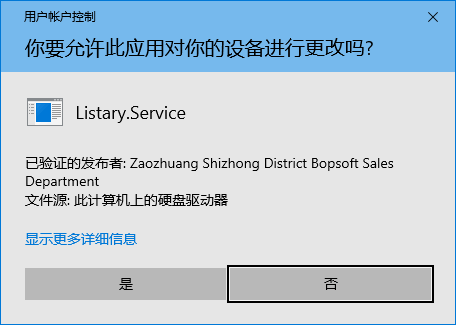 用户帐户控制
你要允许此应用对你的设备进行更改吗?
Listary.Service
已验证的发布者: Zaozhuang Shizhong District Bopsoft Sales
Department
文件源: 此计算机上的硬盘驱动器
显示更多详细信息
是
否